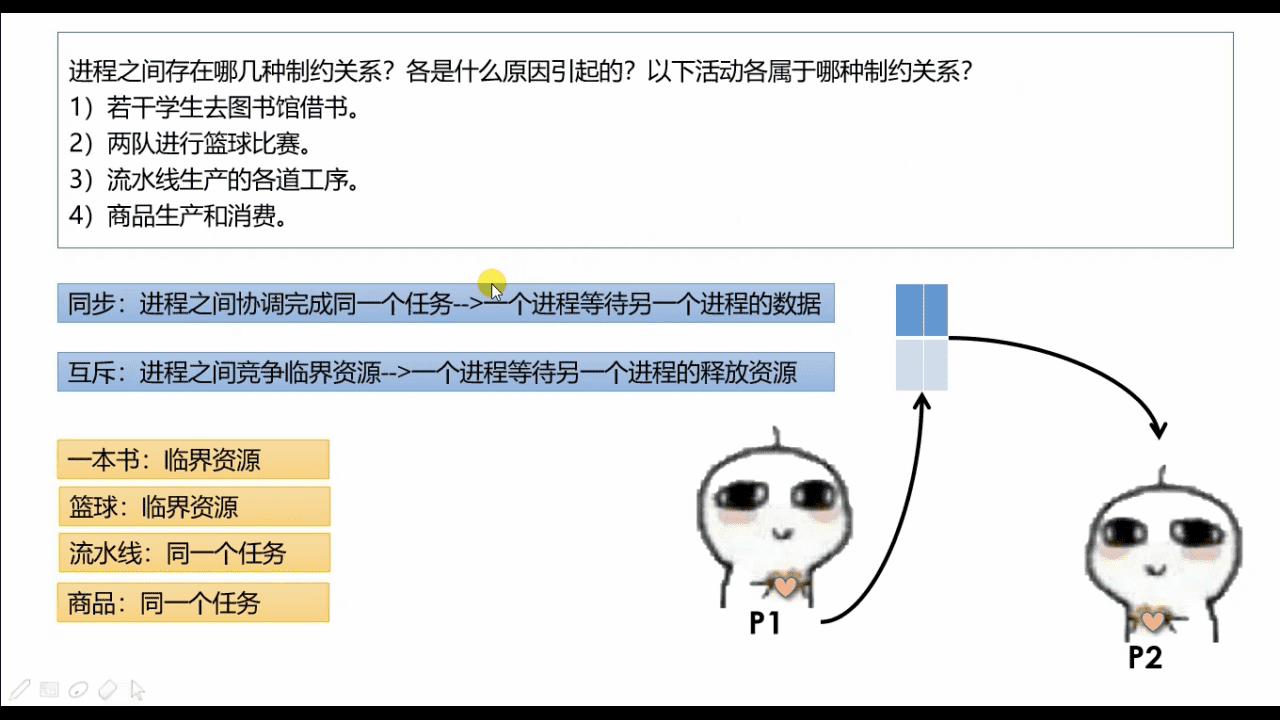 进程之间存在哪几种制约关系？各是什么原因引起的？以下活动各属于哪种制约关系？
1）若干学生去图书馆借书。
2）两队进行篮球比赛。
3）流水线生产的各道工序。
4）商品生产和消费。
同步：进程之间协调完成同一个任务-->一个进程等待另一个进程的数据
互斥：进程之间竞争临界资源-->一个进程等待另一个进程的释放资源
一本书：临界资源
篮球：临界资源
流水线：同一个任务
商品：同一个任务
P1
P2